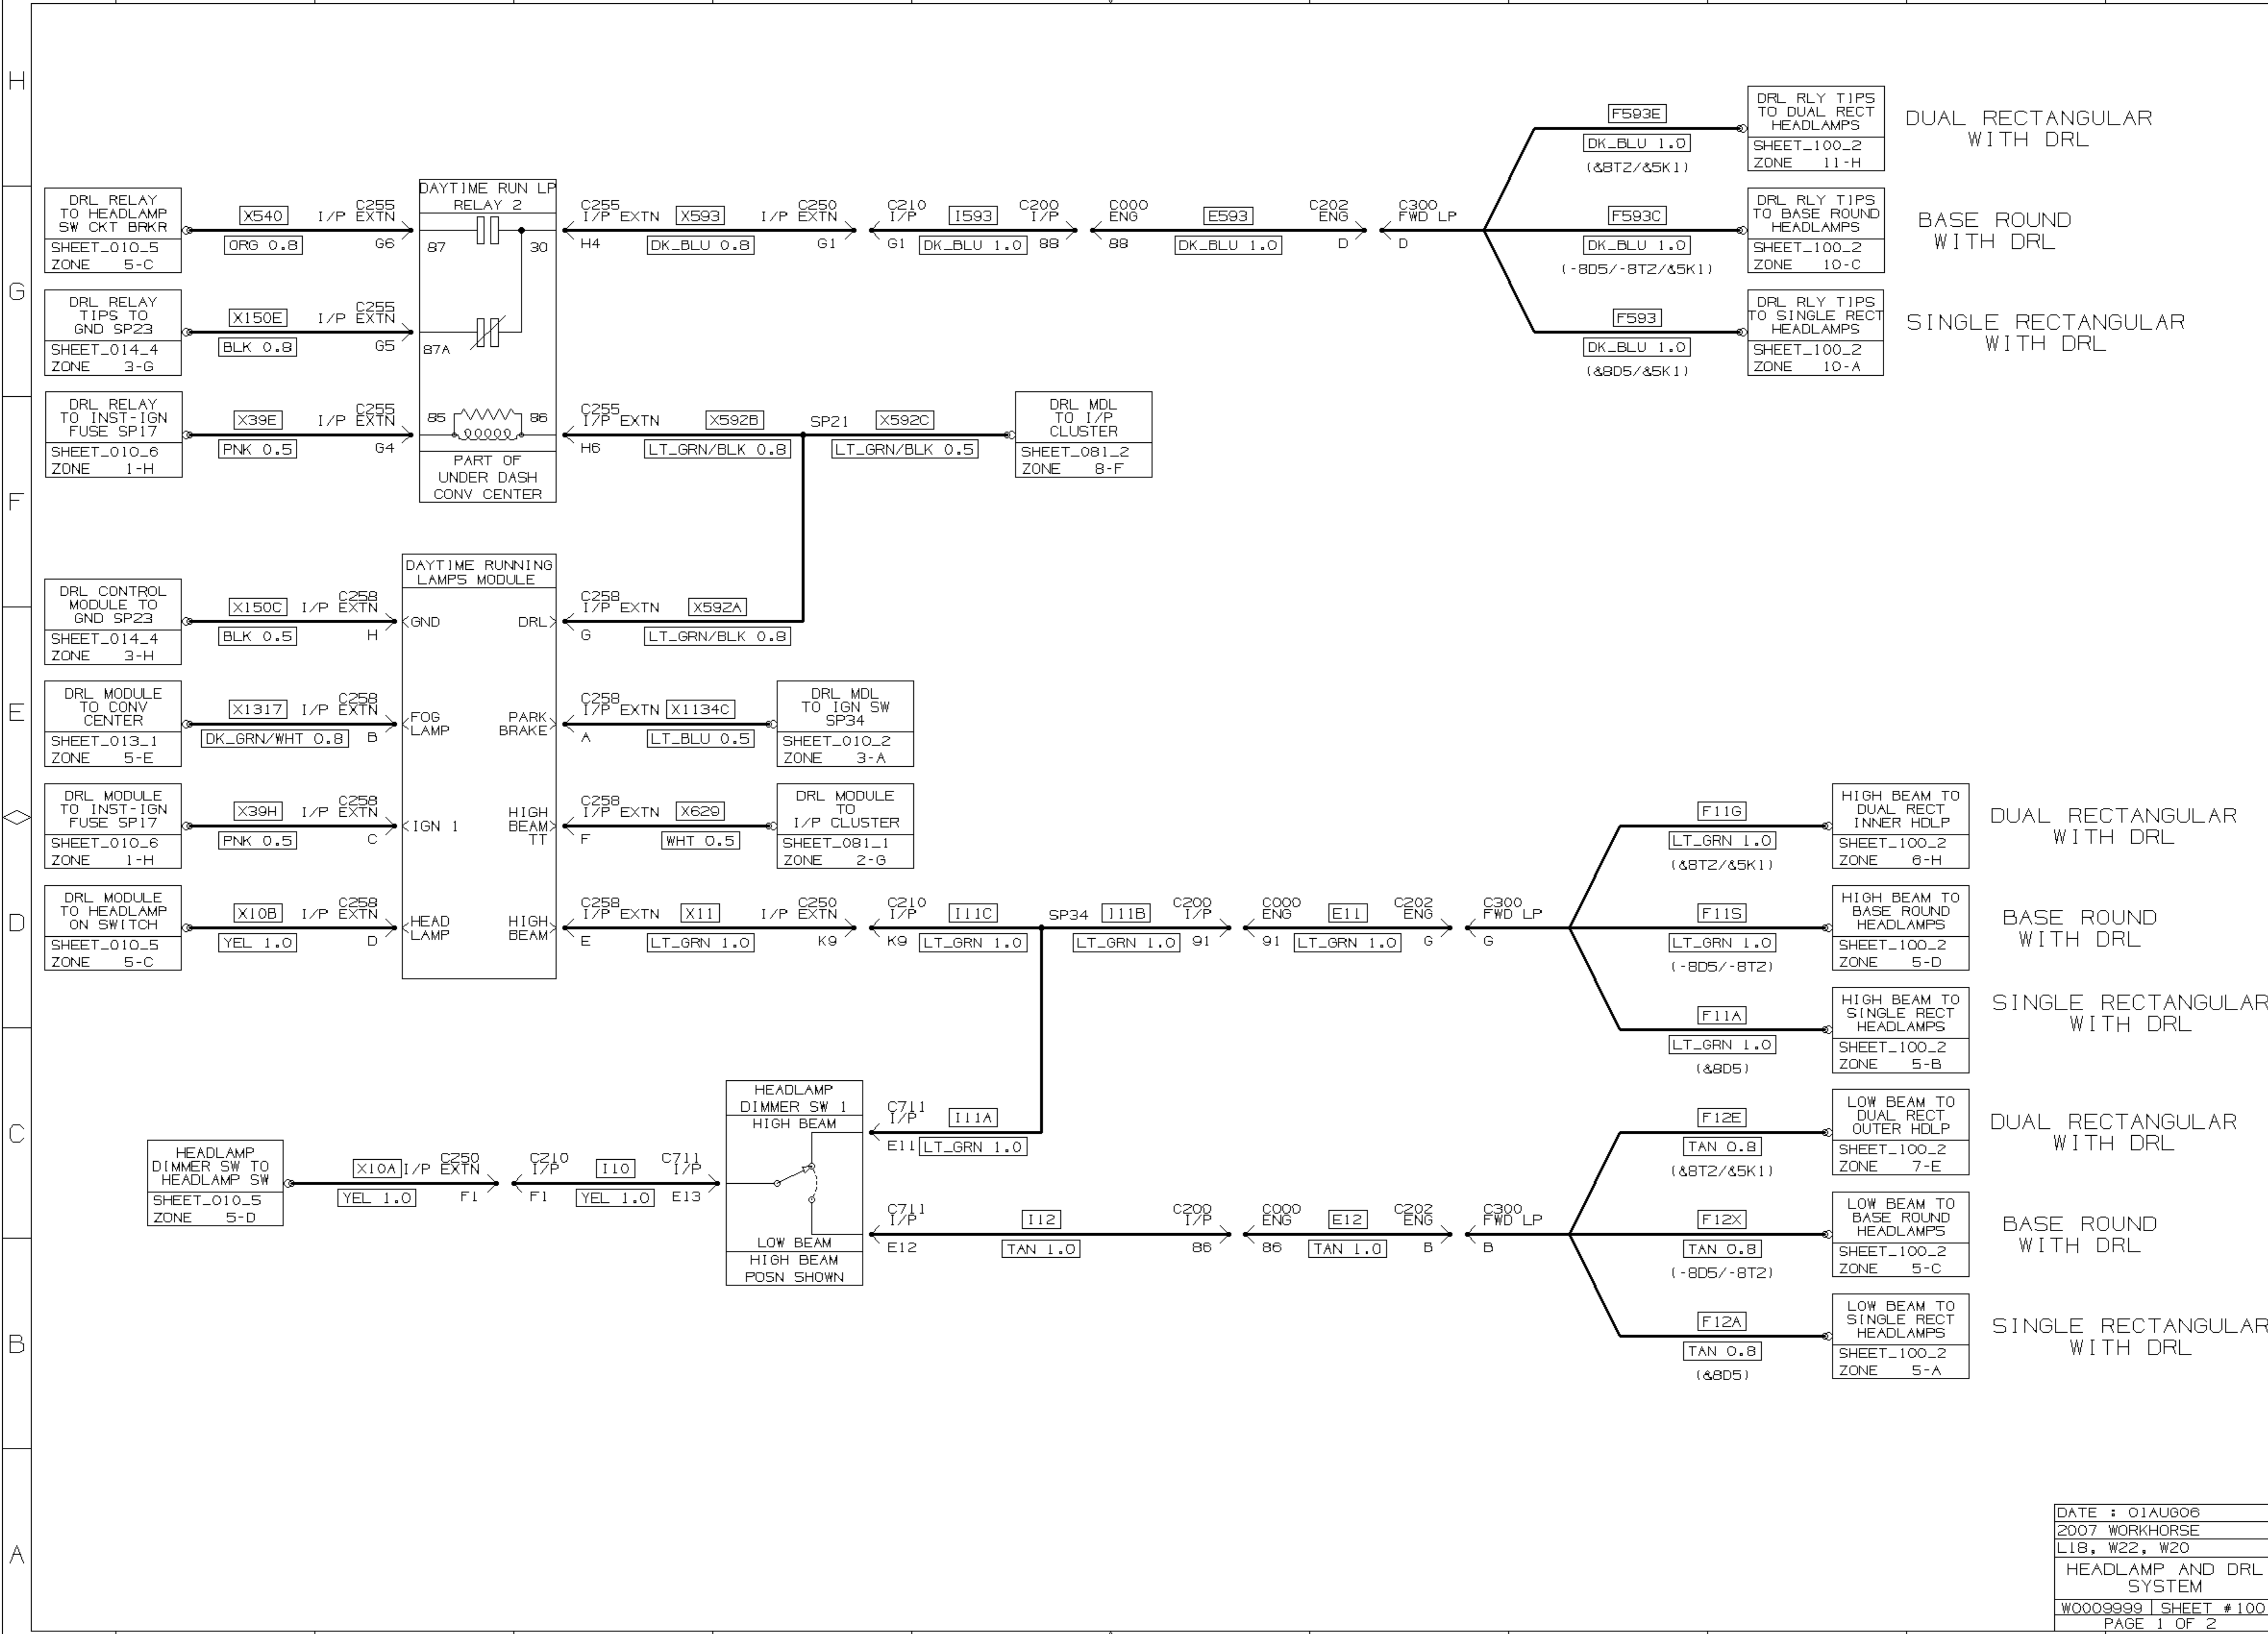 H
G
F
E
D
C
B
A
DRL RELAY
TO HEADLAMP
SW CKT BRKR
SHEET_010_5
ZONE 5-C
X540
ORG 0.8
C255
I/P EXTN
G6
DRL RELAY
TIPS TO
GND SP23
SHEET_014_4
ZONE 3-G
X150E
BLK 0.8
C255
I/P EXTN
G5
DRL RELAY
TO INST-IGN
FUSE SP17
SHEET_010_6
ZONE 1-H
X39E
PNK 0.5
C255
I/P EXTN
G4
DAYTIME RUN LP
RELAY 2
87
30
87A
85
86
PART OF
UNDER DASH
CONV CENTER
C255
I/P EXTN
H4
X593
DK_BLU 0.8
C250
I/P EXTN
G1
C210
I/P
G1
I593
DK_BLU 1.0
C200
I/P
88
C000
ENG
88
E593
DK_BLU 1.0
C202
ENG
D
C300
FWD LP
D
F593E
DK_BLU 1.0
(&8T2/&5K1)
DRL RLY TIPS
TO DUAL RECT
HEADLAMPS
SHEET_100_2
ZONE 11-H
DUAL RECTANGULAR
WITH DRL
F593C
DK_BLU 1.0
(-8D5/-8T2/&5K1)
DRL RLY TIPS
TO BASE ROUND
HEADLAMPS
SHEET_100_2
ZONE 10-C
BASE ROUND
WITH DRL
F593
DK_BLU 1.0
(&8D5/&5K1)
DRL RLY TIPS
TO SINGLE RECT
HEADLAMPS
SHEET_100_2
ZONE 10-A
SINGLE RECTANGULAR
WITH DRL
C255
I/P EXTN
H6
X592B
LT_GRN/BLK 0.8
SP21
X592C
LT_GRN/BLK 0.5
DRL MDL
TO I/P
CLUSTER
SHEET_081_2
ZONE 8-F
DRL CONTROL
MODULE TO
GND SP23
SHEET_014_4
ZONE 3-H
X150C
BLK 0.5
C258
I/P EXTN
H
DRL MODULE
TO CONV
CENTER
SHEET_013_1
ZONE 5-E
X1317
DK_GRN/WHT 0.8
C258
I/P EXTN
B
DRL MODULE
TO INST-IGN
FUSE SP17
SHEET_010_6
ZONE 1-H
X39H
PNK 0.5
C258
I/P EXTN
C
DRL MODULE
TO HEADLAMP
ON SWITCH
SHEET_010_5
ZONE 5-C
X10B
YEL 1.0
C258
I/P EXTN
D
DAYTIME RUNNING
LAMPS MODULE
GND
DRL
FOG
LAMP
PARK
BRAKE
IGN 1
HIGH
BEAM
TT
HEAD
LAMP
HIGH
BEAM
C258
I/P EXTN
G
X592A
LT_GRN/BLK 0.8
C258
I/P EXTN
A
X1134C
LT_BLU 0.5
DRL MDL
TO IGN SW
SP34
SHEET_010_2
ZONE 3-A
C258
I/P EXTN
F
X629
WHT 0.5
DRL MODULE
TO
I/P CLUSTER
SHEET_081_1
ZONE 2-G
C258
I/P EXTN
E
X11
LT_GRN 1.0
C250
I/P EXTN
K9
C210
I/P
K9
I11C
LT_GRN 1.0
SP34
I11B
LT_GRN 1.0
C200
I/P
91
C000
ENG
91
E11
LT_GRN 1.0
C202
ENG
G
C300
FWD LP
G
F11G
LT_GRN 1.0
(&8T2/&5K1)
HIGH BEAM TO
DUAL RECT
INNER HDLP
SHEET_100_2
ZONE 6-H
DUAL RECTANGULAR
WITH DRL
F11S
LT_GRN 1.0
(-8D5/-8T2)
HIGH BEAM TO
BASE ROUND
HEADLAMPS
SHEET_100_2
ZONE 5-D
BASE ROUND
WITH DRL
F11A
LT_GRN 1.0
(&8D5)
HIGH BEAM TO
SINGLE RECT
HEADLAMPS
SHEET_100_2
ZONE 5-B
SINGLE RECTANGULAR
WITH DRL
HEADLAMP
DIMMER SW TO
HEADLAMP SW
SHEET_010_5
ZONE 5-D
X10A
YEL 1.0
C250
I/P EXTN
F1
C210
I/P
F1
I10
YEL 1.0
C711
I/P
E13
HEADLAMP
DIMMER SW 1
HIGH BEAM
LOW BEAM
HIGH BEAM
POSN SHOWN
C711
I/P
E11
I11A
LT_GRN 1.0
C711
I/P
E12
I12
TAN 1.0
C200
I/P
86
C000
ENG
86
E12
TAN 1.0
C202
ENG
B
C300
FWD LP
B
F12E
TAN 0.8
(&8T2/&5K1)
LOW BEAM TO
DUAL RECT
OUTER HDLP
SHEET_100_2
ZONE 7-E
DUAL RECTANGULAR
WITH DRL
F12X
TAN 0.8
(-8D5/-8T2)
LOW BEAM TO
BASE ROUND
HEADLAMPS
SHEET_100_2
ZONE 5-C
BASE ROUND
WITH DRL
F12A
TAN 0.8
(&8D5)
LOW BEAM TO
SINGLE RECT
HEADLAMPS
SHEET_100_2
ZONE 5-A
SINGLE RECTANGULAR
WITH DRL
DATE : 01AUG06
2007 WORKHORSE
L18, W22, W20
HEADLAMP AND DRL
SYSTEM
W0009999 SHEET #100
PAGE 1 OF 2